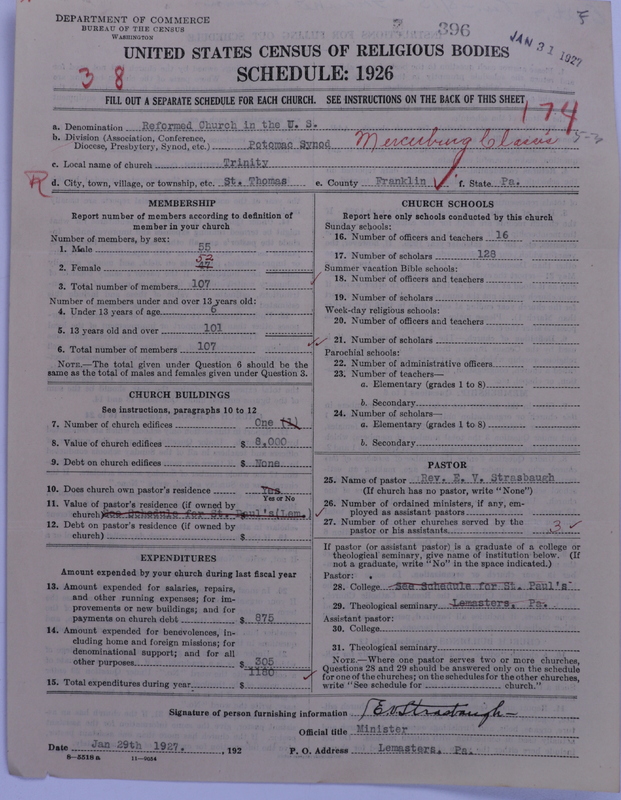 DEPARTMENT OF COMMERCE
BUREAU OF THE CENSUS
WASHINGTON
396
JAN 31 1927
UNITED STATES CENSUS OF RELIGIOUS BODIES
SCHEDULE: 1926
3 8
FILL OUT A SEPARATE SCHEDULE FOR EACH CHURCH. SEE INSTRUCTIONS ON THE BACK OF THIS SHEET
174
a. Denomination Reformed Church in the U. S.
b. Division (Association, Conference, Diocese, Presbytery, Synod, etc.) Potomac Synod Mercersburg Classis
c. Local name of church Trinity
R d. City, town, village, or township, etc. St. Thomas e. County Franklin f. State Pa.
MEMBERSHIP
Report number of members according to definition of
member in your church
Number of members, by sex:
1. Male 55
2. Female 47 52
3. Total number of members 107
Number of members under and over 13 years old:
4. Under 13 years of age 6
5. 13 years old and over 101
6. Total number of members 107
NOTE.—The total given under Question 6 should be
same as the total of males and females given under Question 3.
CHURCH BUILDINGS
See instructions, paragraphs 10 to 12
7. Number of church edifices One (1)
8. Value of church edifices $ 8,000
9. Debt on church edifices $ None
10. Does church own pastor's residence Yes
Yes or No
11. Value of pastor's residence (if owned by
church) See Schedule for St. Paul's (Lem.)
12. Debt on pastor's residence (if owned by
church) $
EXPENDITURES
Amount expended by your church during last fiscal year
13. Amount expended for salaries, repairs,
and other running expenses; for im-
provements or new buildings; and for
payments on church debt $ 875
14. Amount expended for benevolences, in-
cluding home and foreign missions; for
denominational support; and for all
other purposes $ 305
15. Total expenditures during year $ 1180
CHURCH SCHOOLS
Report here only schools conducted by this church
Sunday schools:
16. Number of officers and teachers 16
17. Number of scholars 128
Summer vacation Bible schools:
18. Number of officers and teachers
19. Number of scholars
Week-day religious schools:
20. Number of officers and teachers
21. Number of scholars
Parochial schools:
22. Number of administrative officers
23. Number of teachers—
a. Elementary (grades 1 to 8)
b. Secondary
24. Number of scholars—
a. Elementary (grades 1 to 8)
b. Secondary
PASTOR
25. Name of pastor Rev. E. V. Strasbaugh
(If church has no pastor, write "None")
26. Number of ordained ministers, if any, em-
ployed as assistant pastors
27. Number of other churches served by the
pastor or his assistants 3
If pastor (or assistant pastor) is a graduate of a college or
theological seminary, give name of institution below. (If
not a graduate, write "No" in the space indicated.)
Pastor:
28. College See Schedule for St. Paul's
29. Theological seminary Lemasters, Pa.
Assistant pastor:
30. College
31. Theological seminary
NOTE.—Where one pastor serves two or more churches,
Questions 28 and 29 should be answered only on the schedule
for one of the churches; on the schedules for the other churches,
write "See schedule for church."
Signature of person furnishing information E V Strasbaugh
Official title Minister
Date Jan 29th 1927. , 192 P. O. Address Lemasters, Pa.
8—5518 a 11—9054